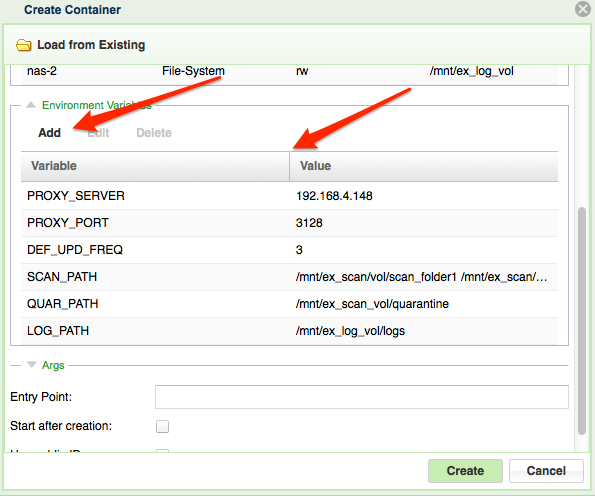 Create Container
Load from Existing
nas-2 File-System rw /mnt/ex_log_vol
Environment Variables
Add Edit Delete
Variable Value
PROXY_SERVER 192.168.4.148
PROXY_PORT 3128
DEF_UPD_FREQ 3
SCAN_PATH /mnt/ex_scan/vol/scan_folder1 /mnt/ex_scan/...
QUAR_PATH /mnt/ex_scan_vol/quarantine
LOG_PATH /mnt/ex_log_vol/logs
Args
Entry Point:
Start after creation:
Create Cancel